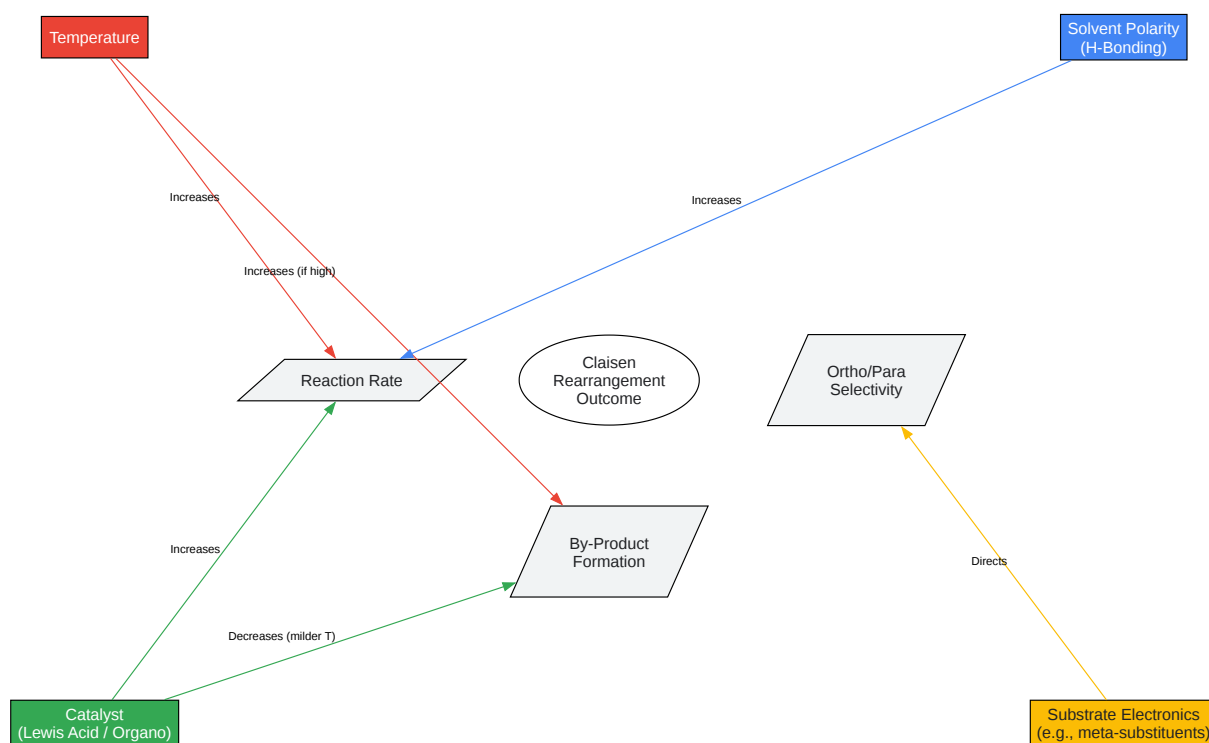 Temperature
Solvent Polarity
(H-Bonding)
Increases
Increases
Increases (if high)
Claisen
Rearrangement
Outcome
Reaction Rate
Ortho/Para
Selectivity
By-Product
Formation
Increases
Directs
Decreases (milder T)
Catalyst
(Lewis Acid / Organo)
Substrate Electronics
(e.g., meta-substituents)